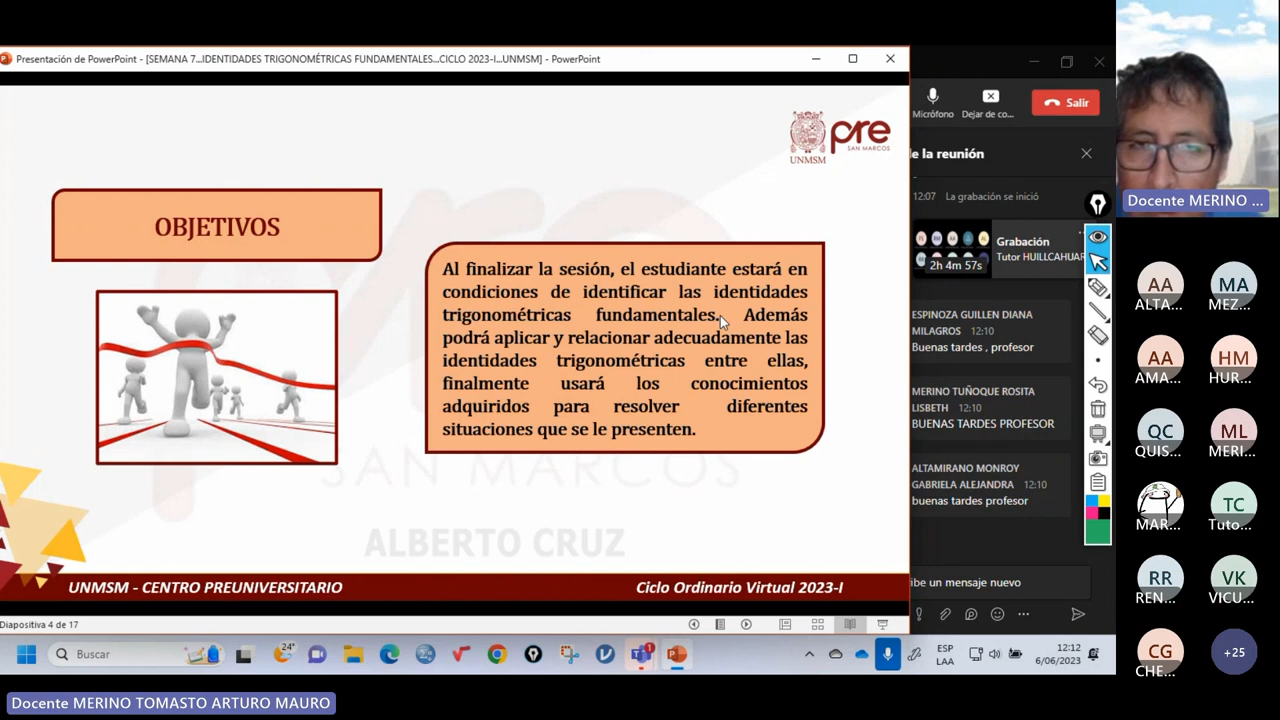 Presentación de PowerPoint - [SEMANA 7...IDENTIDADES TRIGONOMÉTRICAS FUNDAMENTALES...CICLO 2023-I...UNMSM] - PowerPoint
UNMSM
pre
SAN MARCOS
OBJETIVOS
Al finalizar la sesión, el estudiante estará en
condiciones de identificar las identidades
trigonométricas fundamentales. Además
podrá aplicar y relacionar adecuadamente las
identidades trigonométricas entre ellas,
finalmente usará los conocimientos
adquiridos para resolver diferentes
situaciones que se le presenten.
SAN MARCOS
ALBERTO CRUZ
UNMSM - CENTRO PREUNIVERSITARIO
Ciclo Ordinario Virtual 2023-I
Diapositiva 4 de 17
Buscar
24°
ESP
LAA
12:12
6/06/2023
Micrófono
Dejar de co...
Salir
e la reunión
12:07 La grabación se inició
Grabación
Tutor HUILLCAHUAR
2h 4m 57s
ESPINOZA GUILLEN DIANA
MILAGROS 12:10
Buenas tardes , profesor
MERINO TUÑOQUE ROSITA
LISBETH 12:10
BUENAS TARDES PROFESOR
ALTAMIRANO MONROY
GABRIELA ALEJANDRA 12:10
buenas tardes profesor
ibe un mensaje nuevo
Docente MERINO ...
AA
ALTA...
MA
MEZ...
AA
AMA...
HM
HUR...
QC
QUIS...
ML
MERI...
MAR...
TC
Tuto...
RR
REN...
VK
VICU...
CG
CHE...
+25
Docente MERINO TOMASTO ARTURO MAURO